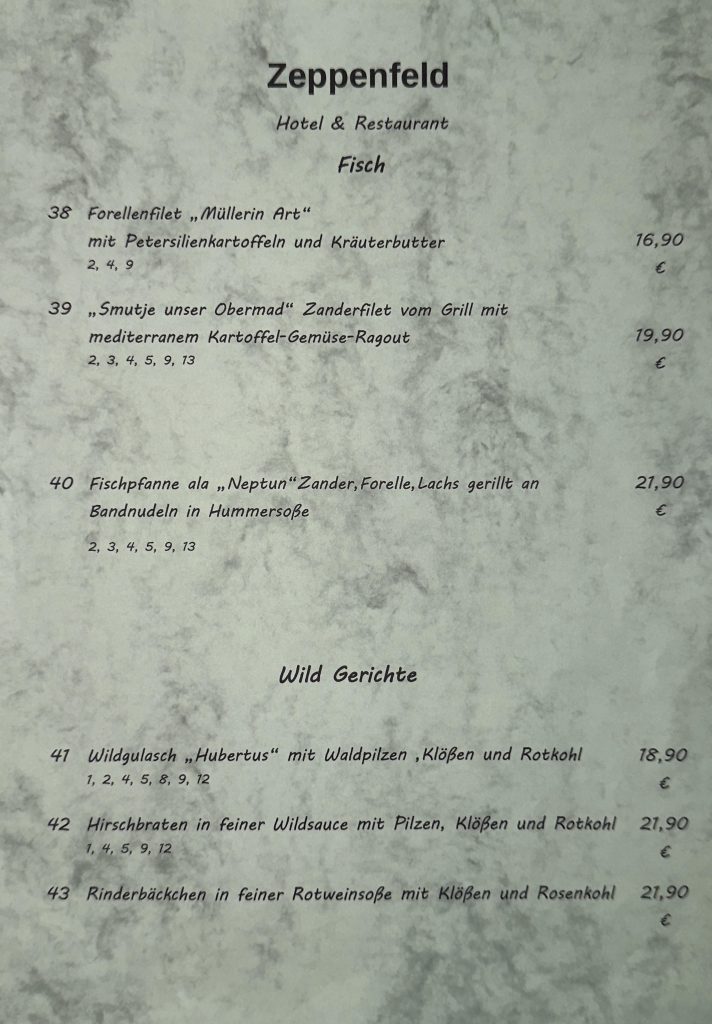 Zeppenfeld
Hotel & Restaurant
Fisch
38 Forellenfilet „Müllerin Art“
mit Petersilienkartoffeln und Kräuterbutter 16,90
2, 4, 9 €
39 „Smutje unser Obermad“ Zanderfilet vom Grill mit
mediterranem Kartoffel-Gemüse-Ragout 19,90
2, 3, 4, 5, 9, 13 €
40 Fischpfanne ala „Neptun“Zander,Forelle,Lachs gerillt an 21,90
Bandnudeln in Hummersoße €
2, 3, 4, 5, 9, 13
Wild Gerichte
41 Wildgulasch „Hubertus“ mit Waldpilzen ,Klößen und Rotkohl 18,90
1, 2, 4, 5, 8, 9, 12 €
42 Hirschbraten in feiner Wildsauce mit Pilzen, Klößen und Rotkohl 21,90
1, 4, 5, 9, 12 €
43 Rinderbäckchen in feiner Rotweinsoße mit Klößen und Rosenkohl 21,90
€